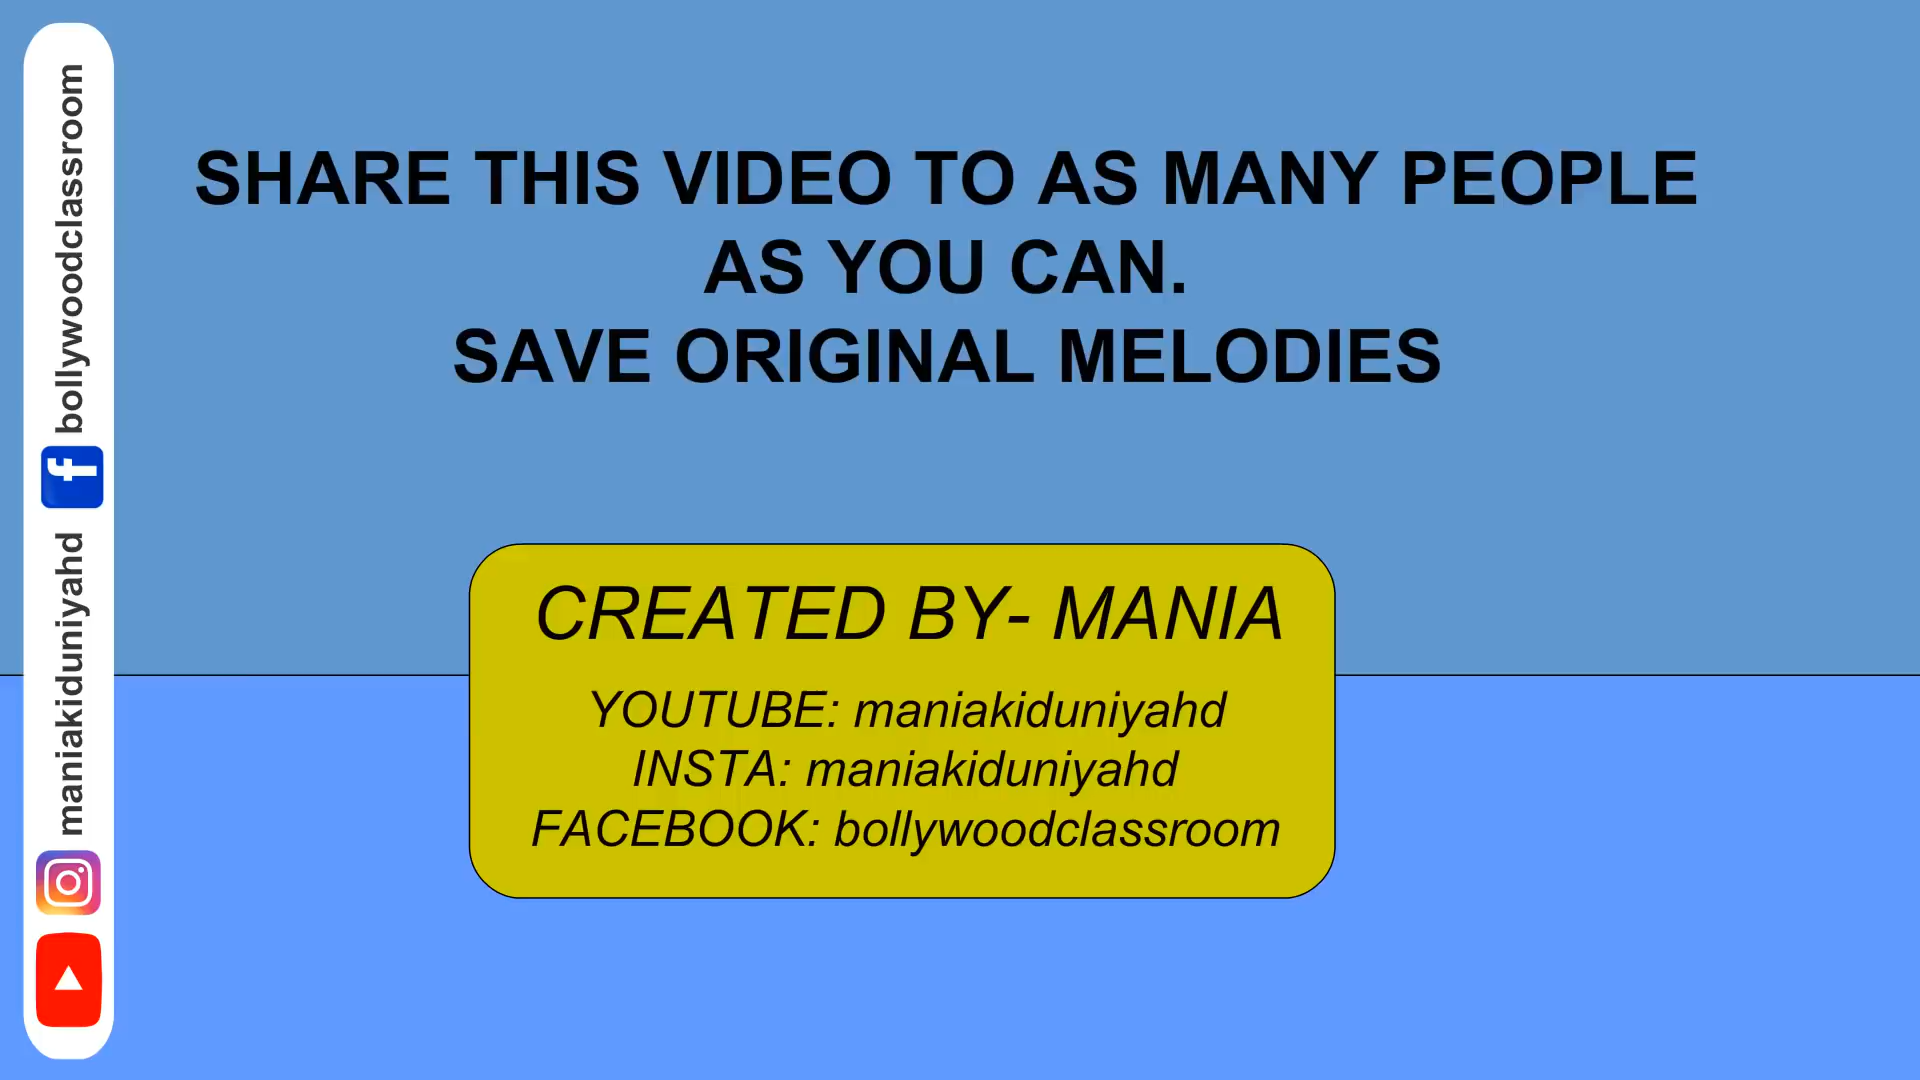 SHARE THIS VIDEO TO AS MANY PEOPLE
AS YOU CAN.
SAVE ORIGINAL MELODIES
CREATED BY- MANIA
YOUTUBE: maniakiduniyahd
INSTA: maniakiduniyahd
FACEBOOK: bollywoodclassroom
maniakiduniyahd
bollywoodclassroom